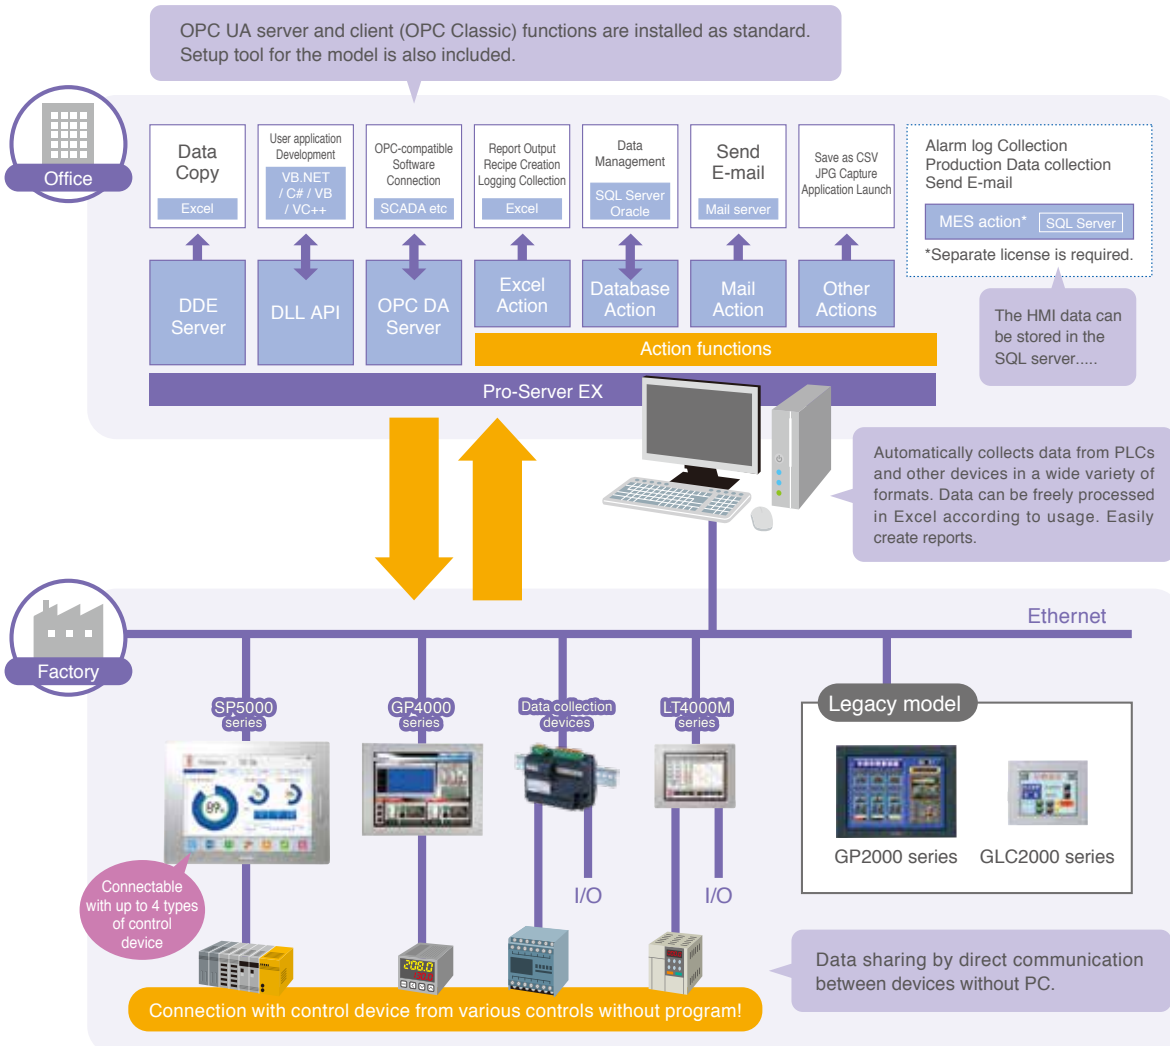 OPC UA server and client (OPC Classic) functions are installed as standard.
Setup tool for the model is also included.
Office
Data
Copy
Excel
User application
Development
VB.NET
/ C# / VB
/ VC++
OPC-compatible
Software
Connection
SCADA etc
Report Output
Recipe Creation
Logging Collection
Excel
Data
Management
SQL Server
Oracle
Send
E-mail
Mail server
Save as CSV
JPG Capture
Application Launch
Alarm log Collection
Production Data collection
Send E-mail
MES action*
SQL Server
*Separate license is required.
DDE
Server
DLL API
OPC DA
Server
Excel
Action
Database
Action
Mail
Action
Other
Actions
The HMI data can
be stored in the
SQL server.....
Action functions
Pro-Server EX
Automatically collects data from PLCs
and other devices in a wide variety of
formats. Data can be freely processed
in Excel according to usage. Easily
create reports.
Ethernet
Factory
SP5000
series
GP4000
series
Data collection
devices
LT4000M
series
Legacy model
89%
GP2000 series
GLC2000 series
Connectable
with up to 4 types
of control
device
I/O
I/O
208.0
Data sharing by direct communication
between devices without PC.
Connection with control device from various controls without program!